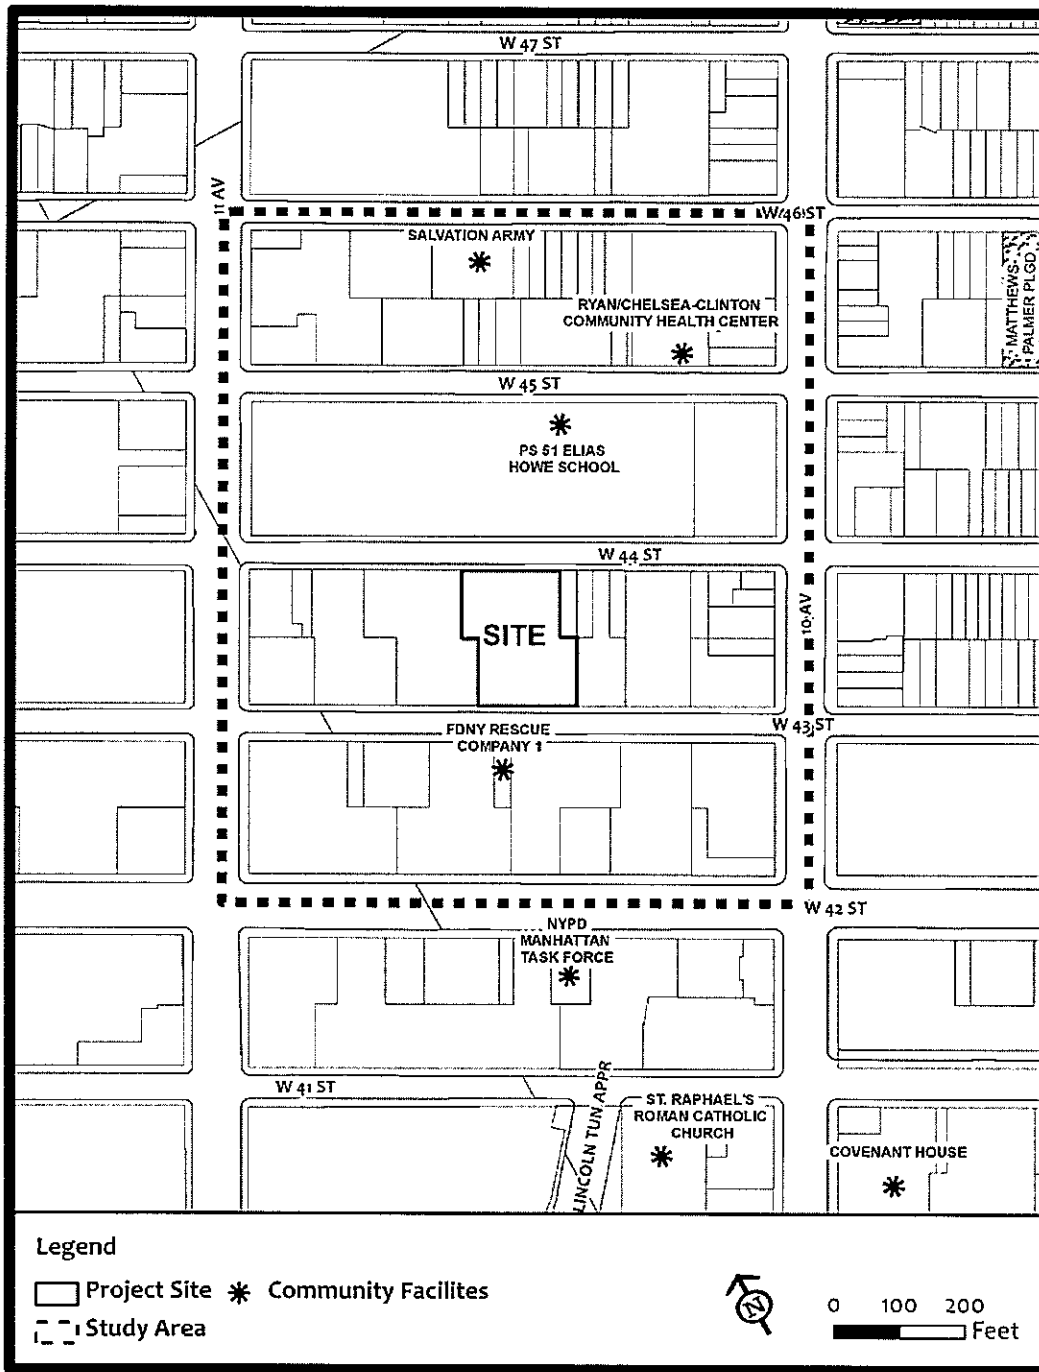 W 47 ST
11 AV
W 46 ST
SALVATION ARMY
RYAN/CHELSEA-CLINTON
COMMUNITY HEALTH CENTER
MATTHEWS-
PALMER PLGD
W 45 ST
PS 51 ELIAS
HOWE SCHOOL
W 44 ST
10 AV
SITE
W 43 ST
FDNY RESCUE
COMPANY 1
W 42 ST
NYPD
MANHATTAN
TASK FORCE
W 41 ST
LINCOLN TUN APPR
ST. RAPHAEL'S
ROMAN CATHOLIC
CHURCH
COVENANT HOUSE
Legend
Project Site
Community Facilites
Study Area
N
0 100 200
Feet